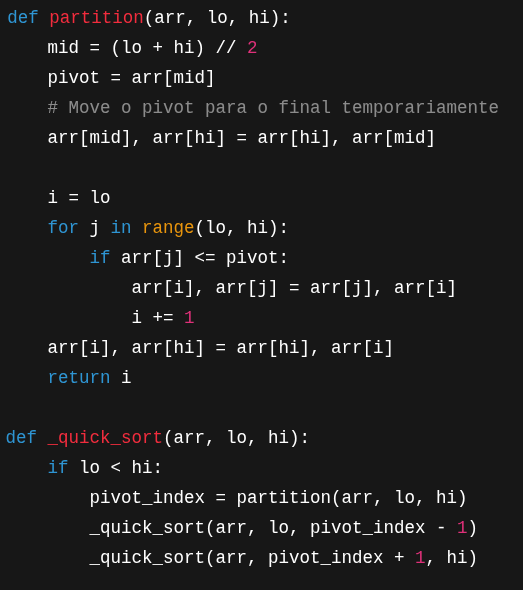 def partition(arr, lo, hi):
    mid = (lo + hi) // 2
    pivot = arr[mid]
    # Move o pivot para o final temporariamente
    arr[mid], arr[hi] = arr[hi], arr[mid]

    i = lo
    for j in range(lo, hi):
        if arr[j] <= pivot:
            arr[i], arr[j] = arr[j], arr[i]
            i += 1
    arr[i], arr[hi] = arr[hi], arr[i]
    return i

def _quick_sort(arr, lo, hi):
    if lo < hi:
        pivot_index = partition(arr, lo, hi)
        _quick_sort(arr, lo, pivot_index - 1)
        _quick_sort(arr, pivot_index + 1, hi)